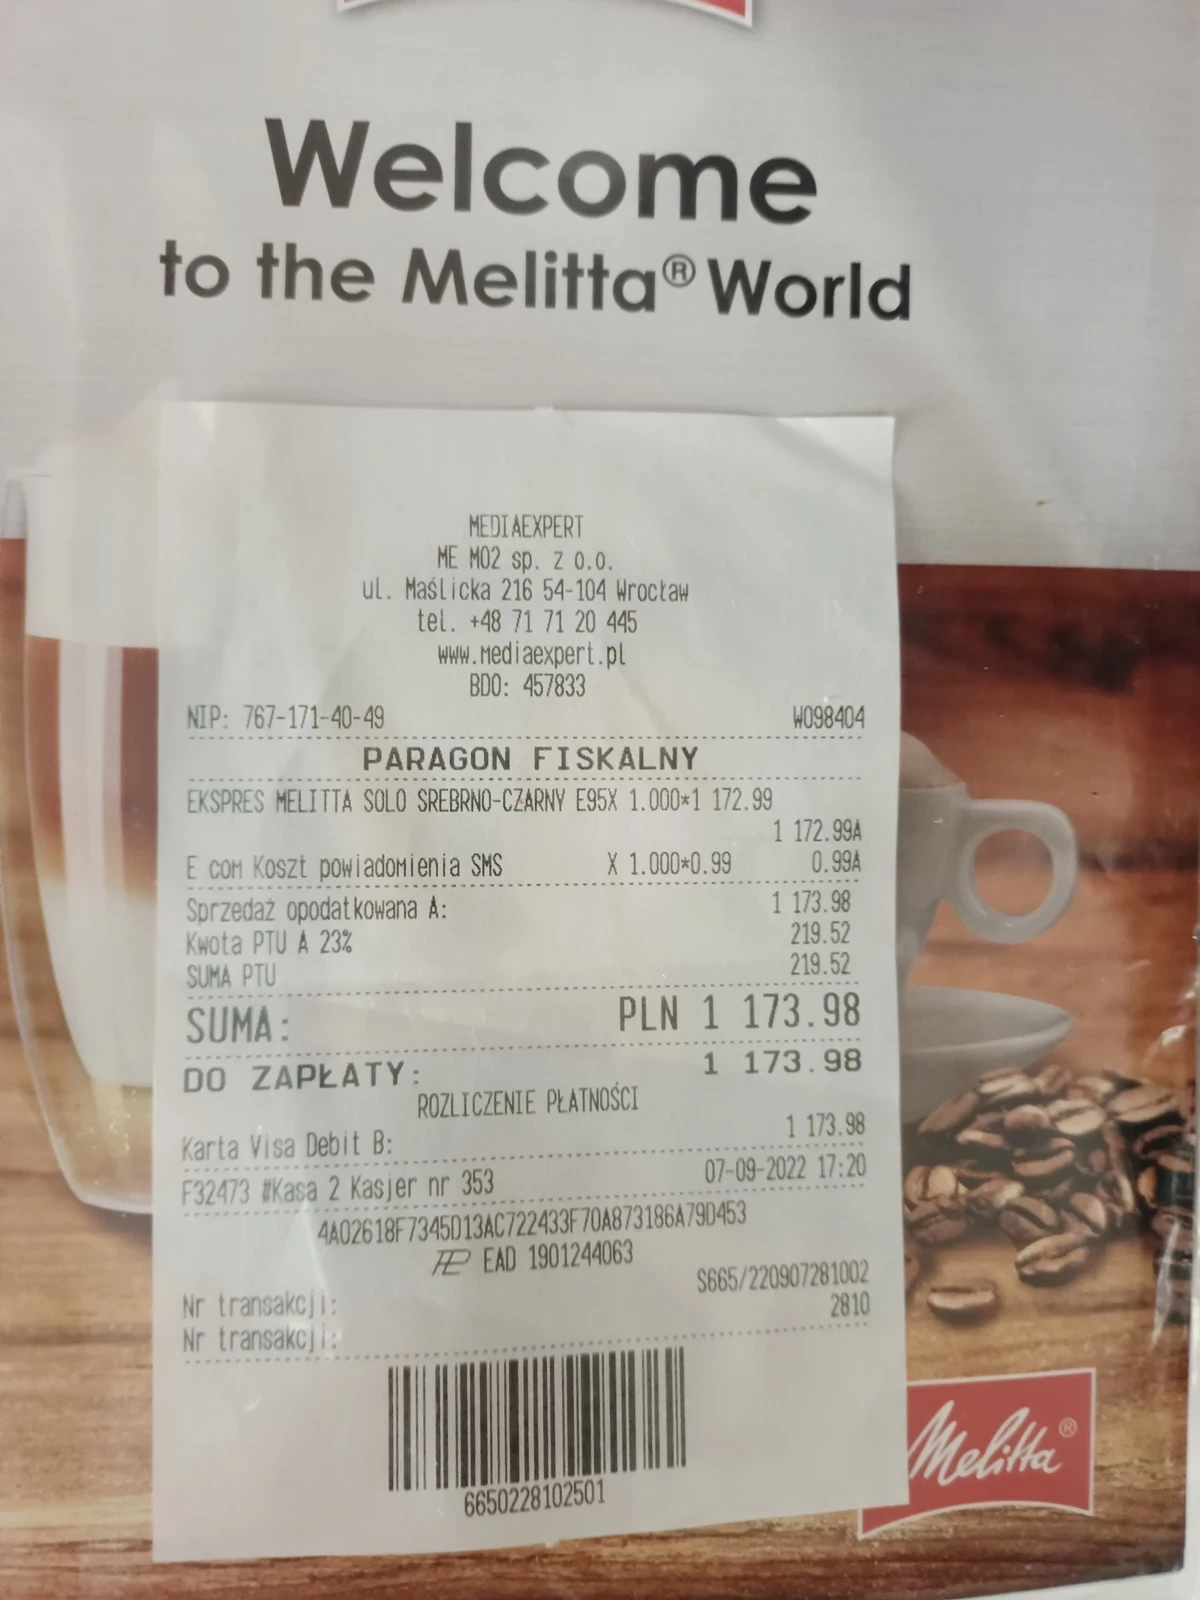 Welcome
to the Melitta® World
MEDIAEXPERT
ME MO2 sp. z o.o.
ul. Maślicka 216 54-104 Wrocław
tel. +48 71 71 20 445
www.mediaexpert.pl
BDO: 457833
NIP: 767-171-40-49 W098404
PARAGON FISKALNY
EKSPRES MELITTA SOLO SREBRNO-CZARNY E95X 1.000*1 172.99
1 172.99A
E com Koszt powiadomienia SMS X 1.000*0.99 0.99A
Sprzedaż opodatkowana A: 1 173.98
Kwota PTU A 23% 219.52
SUMA PTU 219.52
SUMA: PLN 1 173.98
DO ZAPŁATY: 1 173.98
ROZLICZENIE PŁATNOŚCI
Karta Visa Debit B: 1 173.98
F32473 #Kasa 2 Kasjer nr 353 07-09-2022 17:20
4A02618F7345D13AC722433F70A873186A79D453
EAD 1901244063
Nr transakcji: S665/220907281002
Nr transakcji: 2810
6650228102501
Melitta®